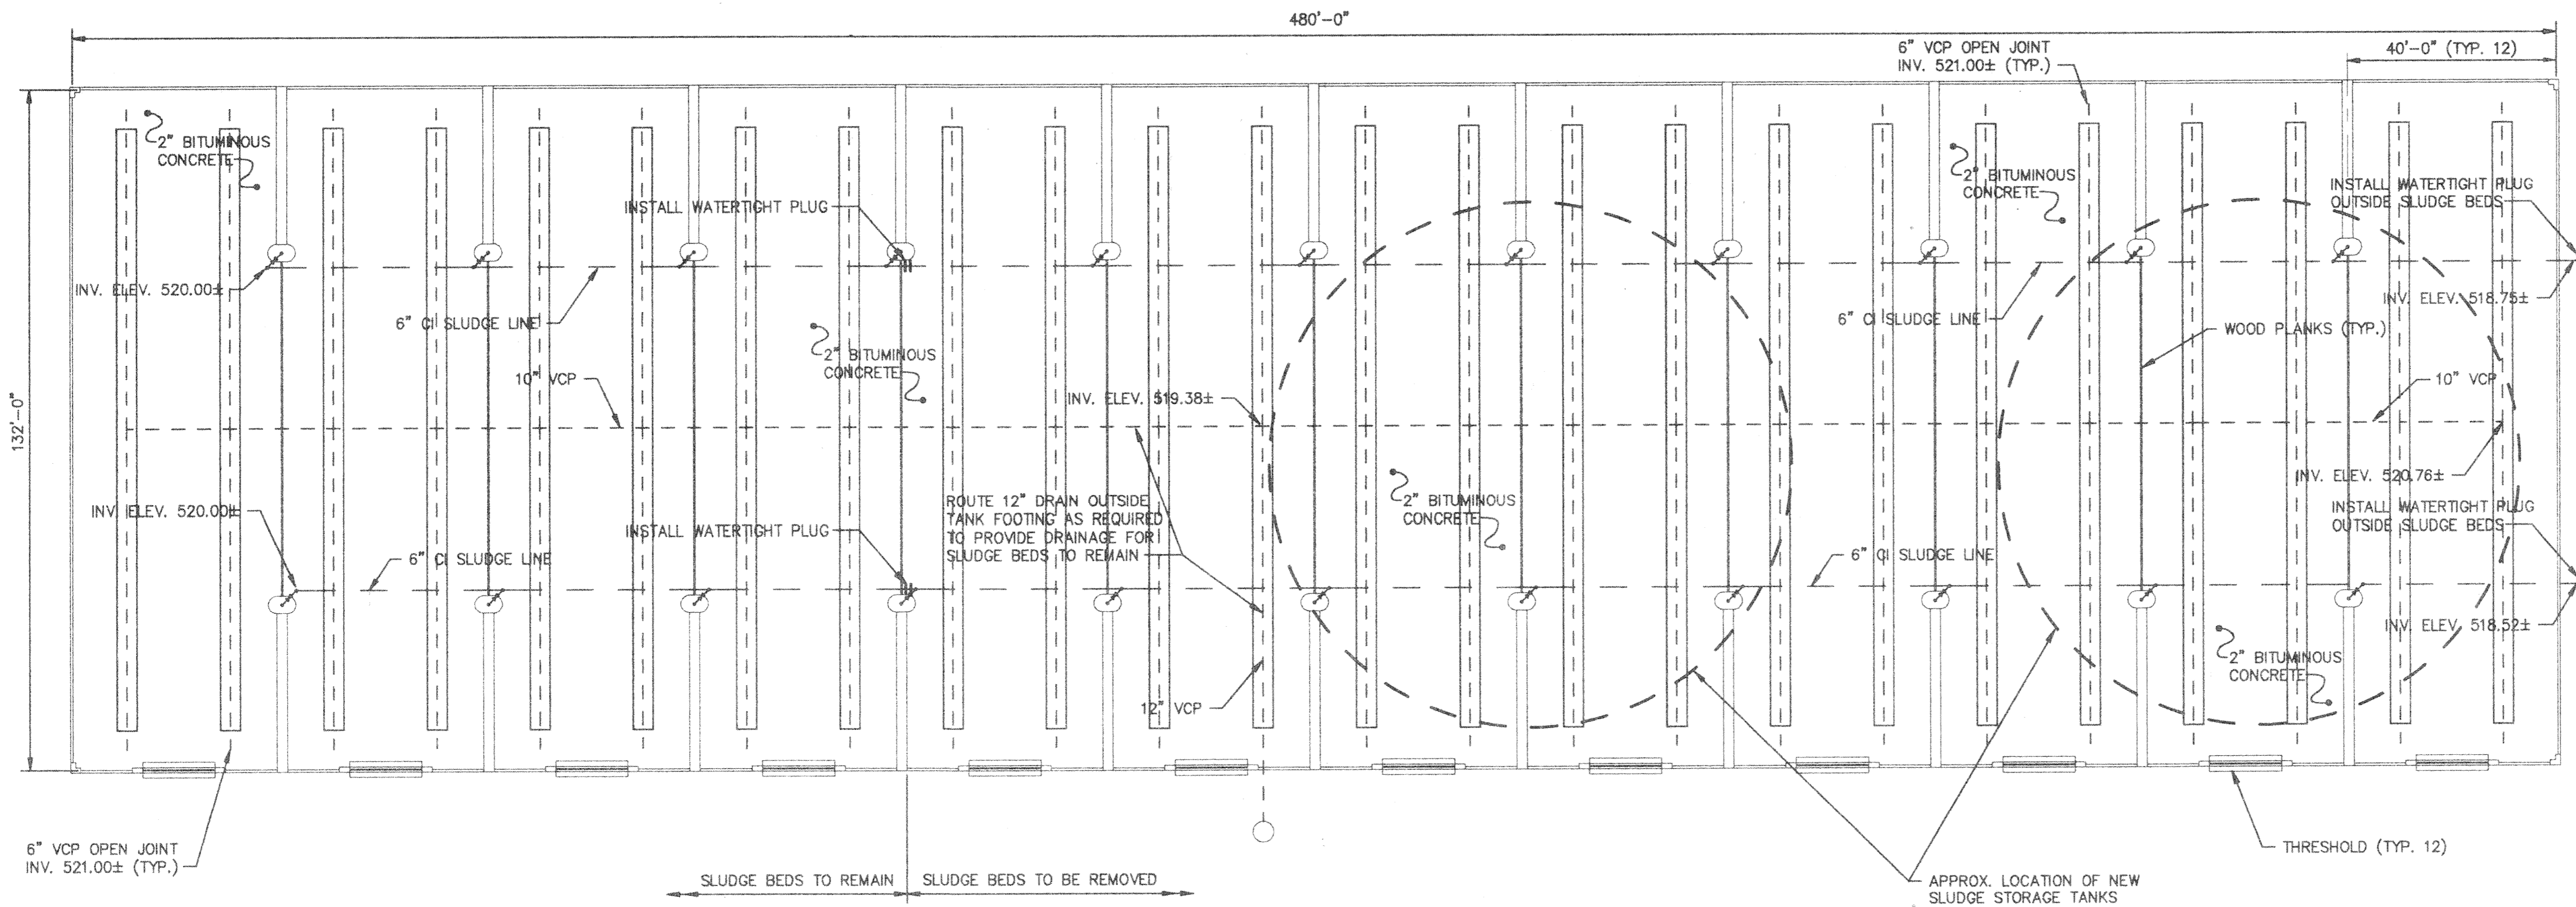 480'-0"
6" VCP OPEN JOINT
INV. 521.00± (TYP.)
40'-0" (TYP. 12)
2" BITUMINOUS
CONCRETE
2" BITUMINOUS
CONCRETE
INSTALL WATERTIGHT PLUG
OUTSIDE SLUDGE BEDS
INSTALL WATERTIGHT PLUG
INV. ELEV. 520.00±
INV. ELEV. 518.75±
6" CI SLUDGE LINE
6" CI SLUDGE LINE
WOOD PLANKS (TYP.)
2" BITUMINOUS
CONCRETE
10" VCP
10" VCP
INV. ELEV. 519.38±
132'-0"
INV. ELEV. 520.76±
2" BITUMINOUS
CONCRETE
INV. ELEV. 520.00±
ROUTE 12" DRAIN OUTSIDE
TANK FOOTING AS REQUIRED
TO PROVIDE DRAINAGE FOR
SLUDGE BEDS TO REMAIN
INSTALL WATERTIGHT PLUG
INSTALL WATERTIGHT PLUG
OUTSIDE SLUDGE BEDS
6" CI SLUDGE LINE
6" CI SLUDGE LINE
INV. ELEV. 518.52±
2" BITUMINOUS
CONCRETE
12" VCP
6" VCP OPEN JOINT
INV. 521.00± (TYP.)
THRESHOLD (TYP. 12)
SLUDGE BEDS TO REMAIN
SLUDGE BEDS TO BE REMOVED
APPROX. LOCATION OF NEW
SLUDGE STORAGE TANKS